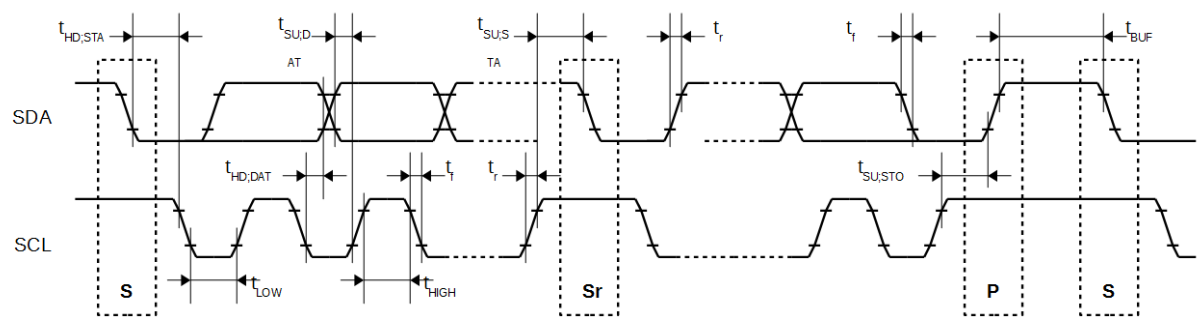 tHD;STA
tSU;D
AT
tSU;S
TA
tr
tf
tBUF
SDA
tHD;DAT
tf
tr
tSU;STO
SCL
tLOW
tHIGH
S
Sr
P
S